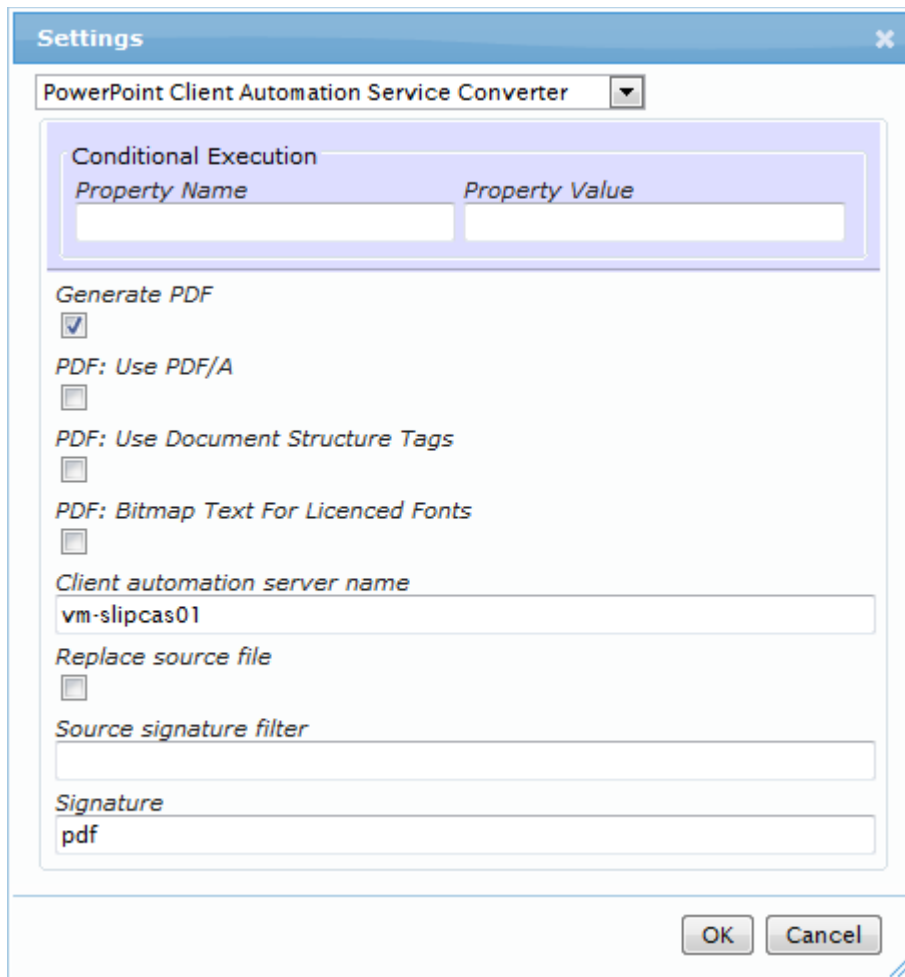 Settings
PowerPoint Client Automation Service Converter
Conditional Execution
Property Name Property Value
Generate PDF
PDF: Use PDF/A
PDF: Use Document Structure Tags
PDF: Bitmap Text For Licenced Fonts
Client automation server name
vm-slipcas01
Replace source file
Source signature filter
Signature
pdf
OK Cancel